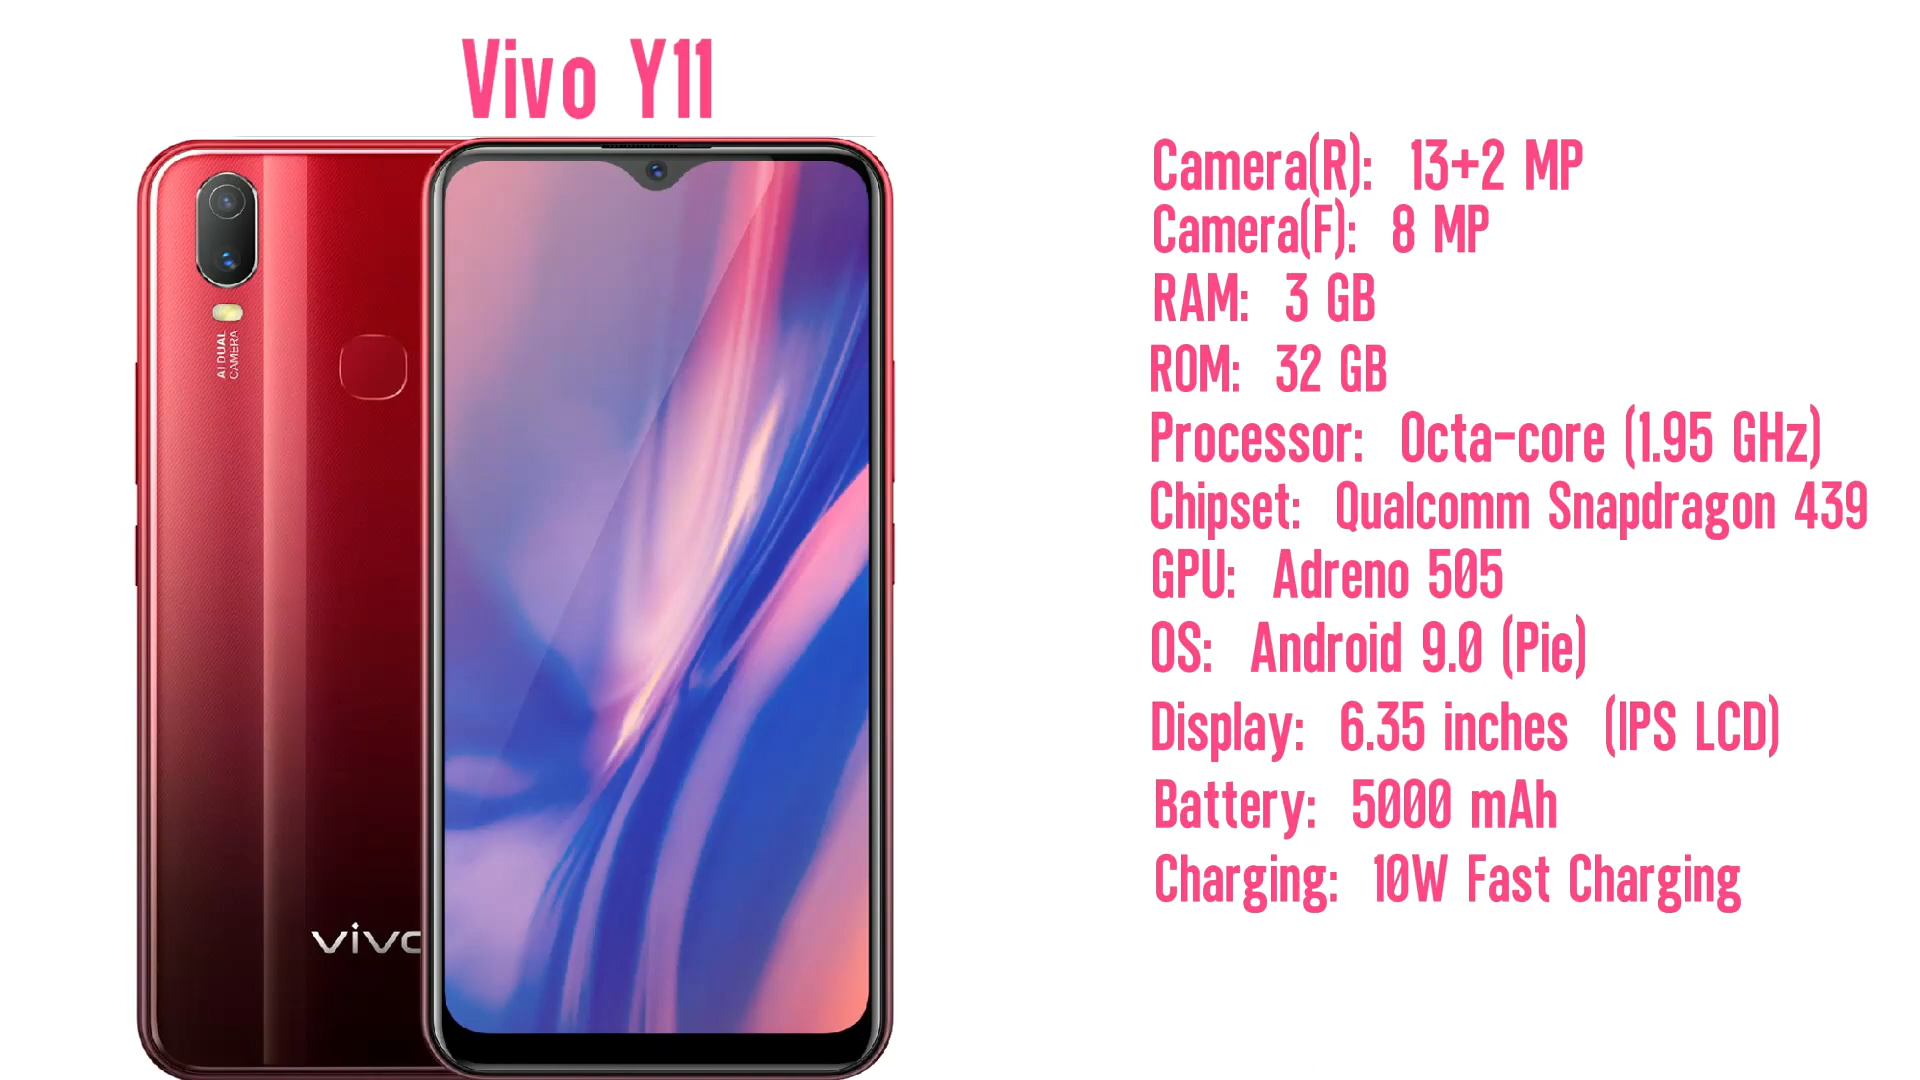 Vivo Y11
AI DUAL
CAMERA
vivo
Camera(R): 13+2 MP
Camera(F): 8 MP
RAM: 3 GB
ROM: 32 GB
Processor: Octa-core (1.95 GHz)
Chipset: Qualcomm Snapdragon 439
GPU: Adreno 505
OS: Android 9.0 (Pie)
Display: 6.35 inches (IPS LCD)
Battery: 5000 mAh
Charging: 10W Fast Charging